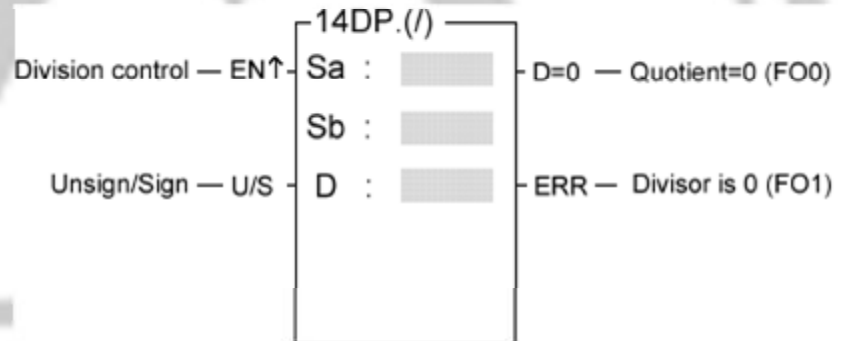 14DP.(/)
Division control — EN↑ Sa : D=0 — Quotient=0 (FO0)
Sb :
Unsign/Sign — U/S D : ERR — Divisor is 0 (FO1)